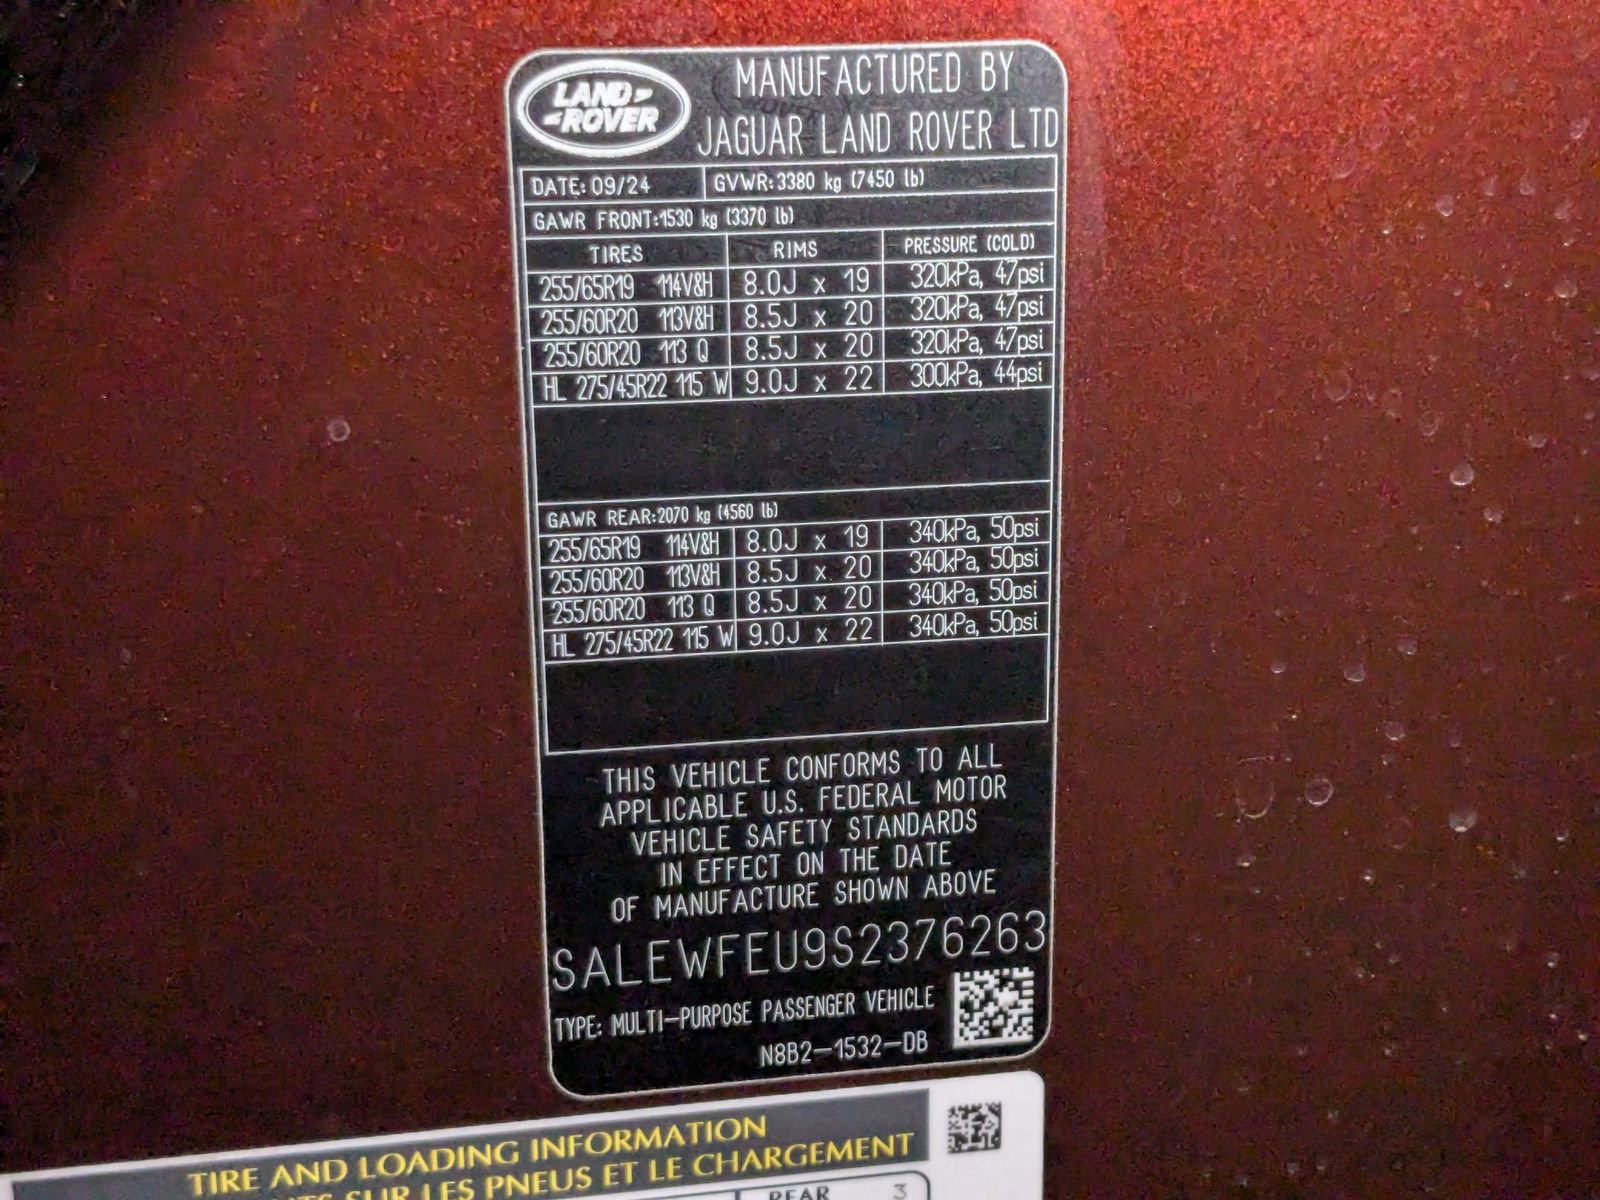 LAND
ROVER
MANUFACTURED BY
JAGUAR LAND ROVER LTD
DATE: 09/24 GVWR: 3380 kg (7450 lb)
GAWR FRONT: 1530 kg (3370 lb)
TIRES RIMS PRESSURE (COLD)
255/65R19 114V&H 8.0J x 19 320kPa, 47psi
255/60R20 113V&H 8.5J x 20 320kPa, 47psi
255/60R20 113 Q 8.5J x 20 320kPa, 47psi
HL 275/45R22 115 W 9.0J x 22 300kPa, 44psi
GAWR REAR: 2070 kg (4560 lb)
255/65R19 114V&H 8.0J x 19 340kPa, 50psi
255/60R20 113V&H 8.5J x 20 340kPa, 50psi
255/60R20 113 Q 8.5J x 20 340kPa, 50psi
HL 275/45R22 115 W 9.0J x 22 340kPa, 50psi
THIS VEHICLE CONFORMS TO ALL
APPLICABLE U.S. FEDERAL MOTOR
VEHICLE SAFETY STANDARDS
IN EFFECT ON THE DATE
OF MANUFACTURE SHOWN ABOVE
SALEWFEU9S2376263
TYPE: MULTI-PURPOSE PASSENGER VEHICLE
N8B2-1532-DB
TIRE AND LOADING INFORMATION
SUR LES PNEUS ET LE CHARGEMENT
REAR 3